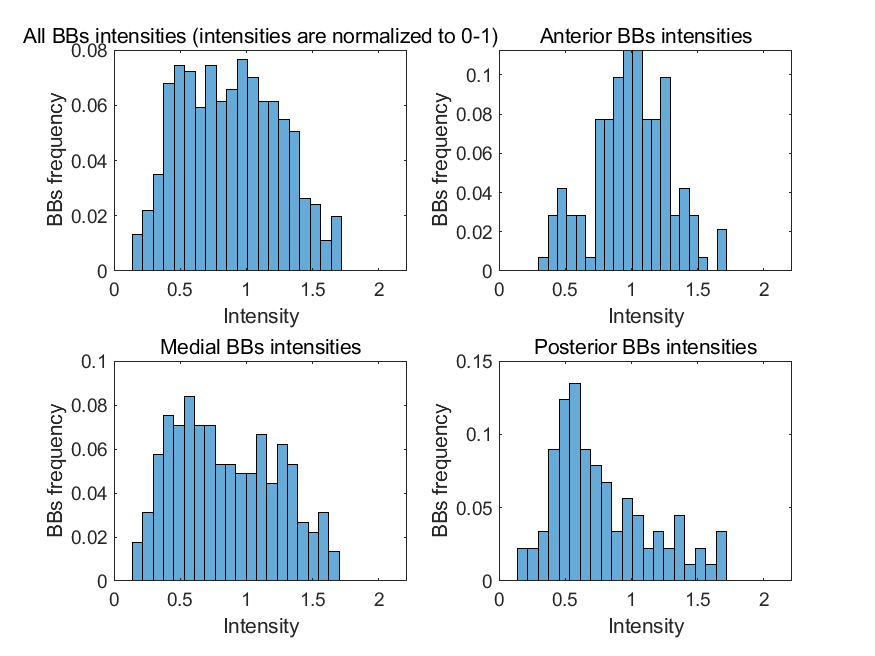 All BBs intensities (intensities are normalized to 0-1)
0.08
0.06
0.04
0.02
0
BBs frequency
0 0.5 1 1.5 2
Intensity
Anterior BBs intensities
0.1
0.08
0.06
0.04
0.02
0
BBs frequency
0 0.5 1 1.5 2
Intensity
Medial BBs intensities
0.1
0.08
0.06
0.04
0.02
0
BBs frequency
0 0.5 1 1.5 2
Intensity
Posterior BBs intensities
0.15
0.1
0.05
0
BBs frequency
0 0.5 1 1.5 2
Intensity